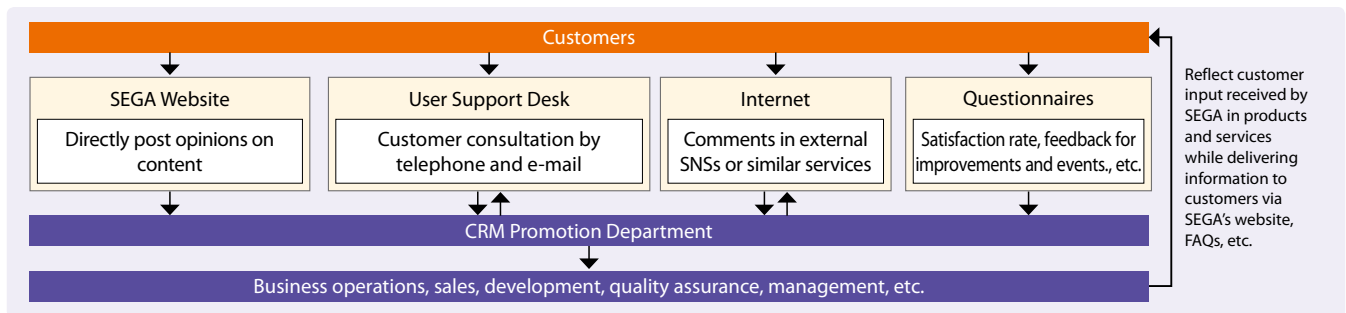 Customers
SEGA Website
Directly post opinions on
content
User Support Desk
Customer consultation by
telephone and e-mail
Internet
Comments in external
SNSs or similar services
Questionnaires
Satisfaction rate, feedback for
improvements and events., etc.
CRM Promotion Department
Business operations, sales, development, quality assurance, management, etc.
Reflect customer
input received by
SEGA in products
and services
while delivering
information to
customers via
SEGA’s website,
FAQs, etc.